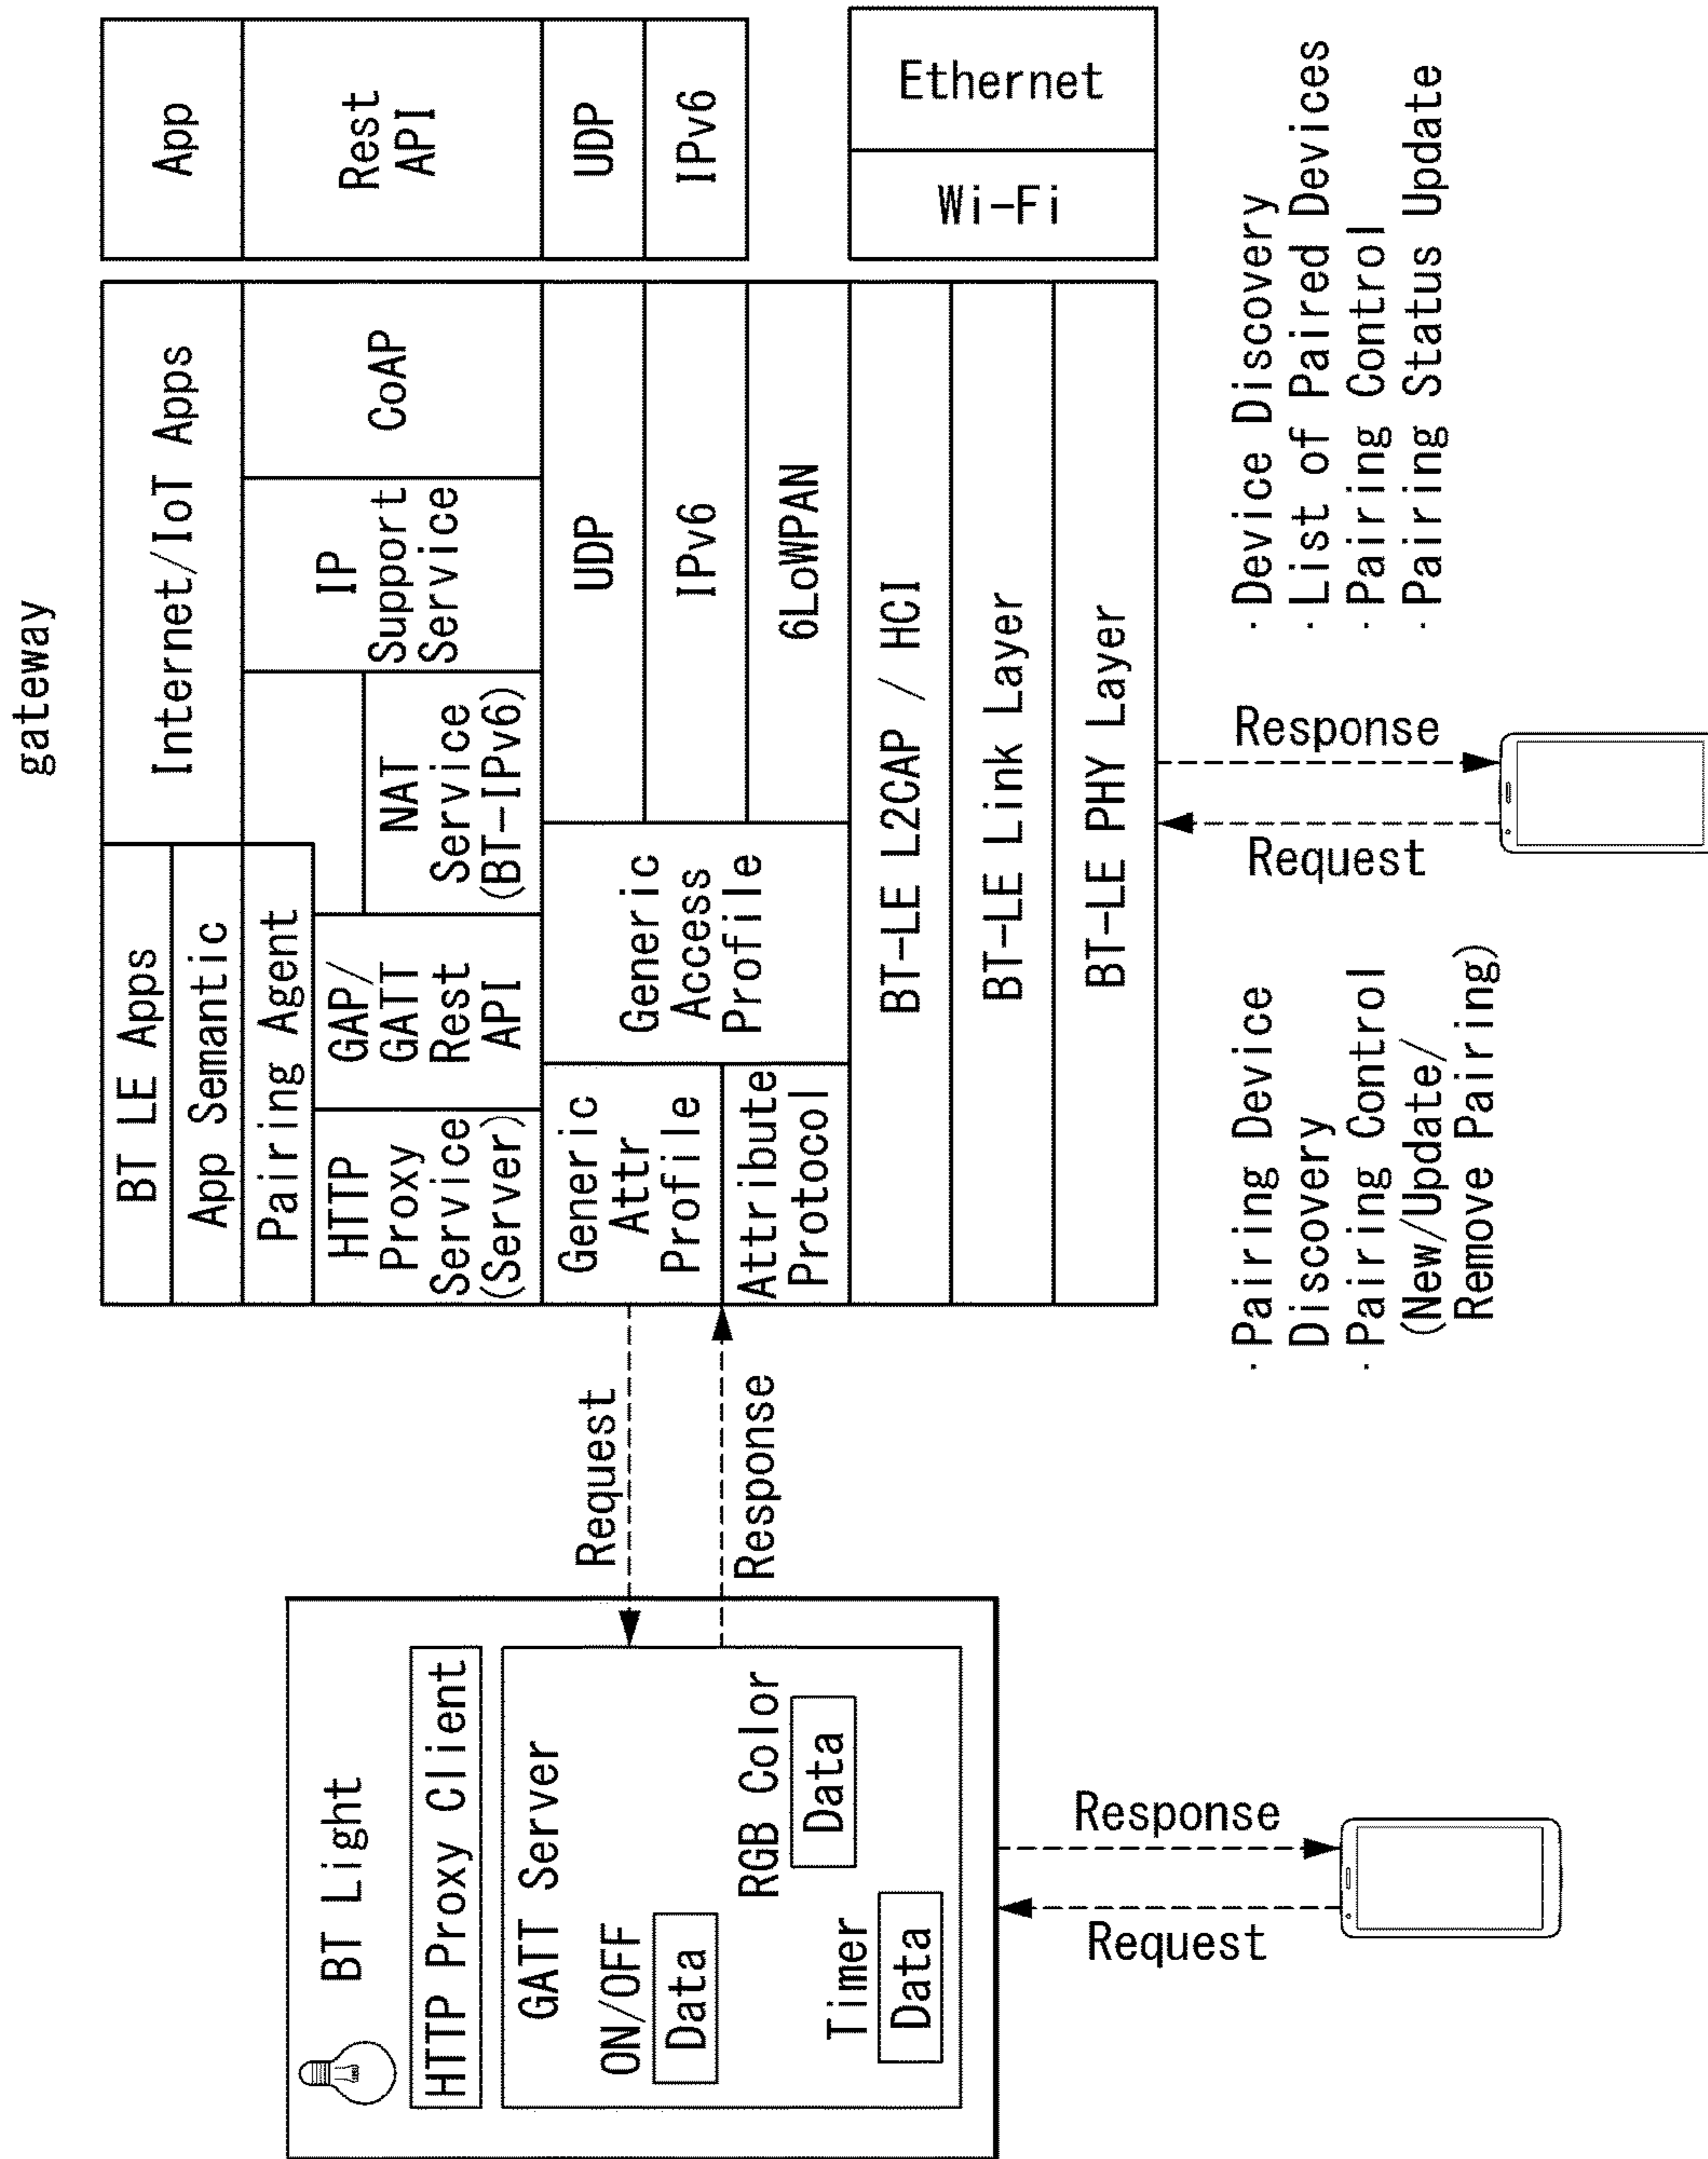 gateway
BT Light
HTTP Proxy Client
GATT Server
ON/OFF
Data
RGB Color
Data
Timer
Data
Request
Response
Request
Response
BT LE Apps
App Semantic
Internet/IoT Apps
Pairing Agent
HTTP
Proxy
Service
(Server)
GAP/
GATT
Rest
API
NAT
Service
(BT-IPv6)
IP
Support
Service
CoAP
Generic
Attr
Profile
Attribute
Protocol
Generic
Access
Profile
UDP
IPv6
6LoWPAN
BT-LE L2CAP / HCI
BT-LE Link Layer
BT-LE PHY Layer
App
Rest
API
UDP
IPv6
Wi-Fi
Ethernet
· Pairing Device
Discovery
· Pairing Control
(New/Update/
Remove Pairing)
Request
Response
· Device Discovery
· List of Paired Devices
· Pairing Control
· Pairing Status Update